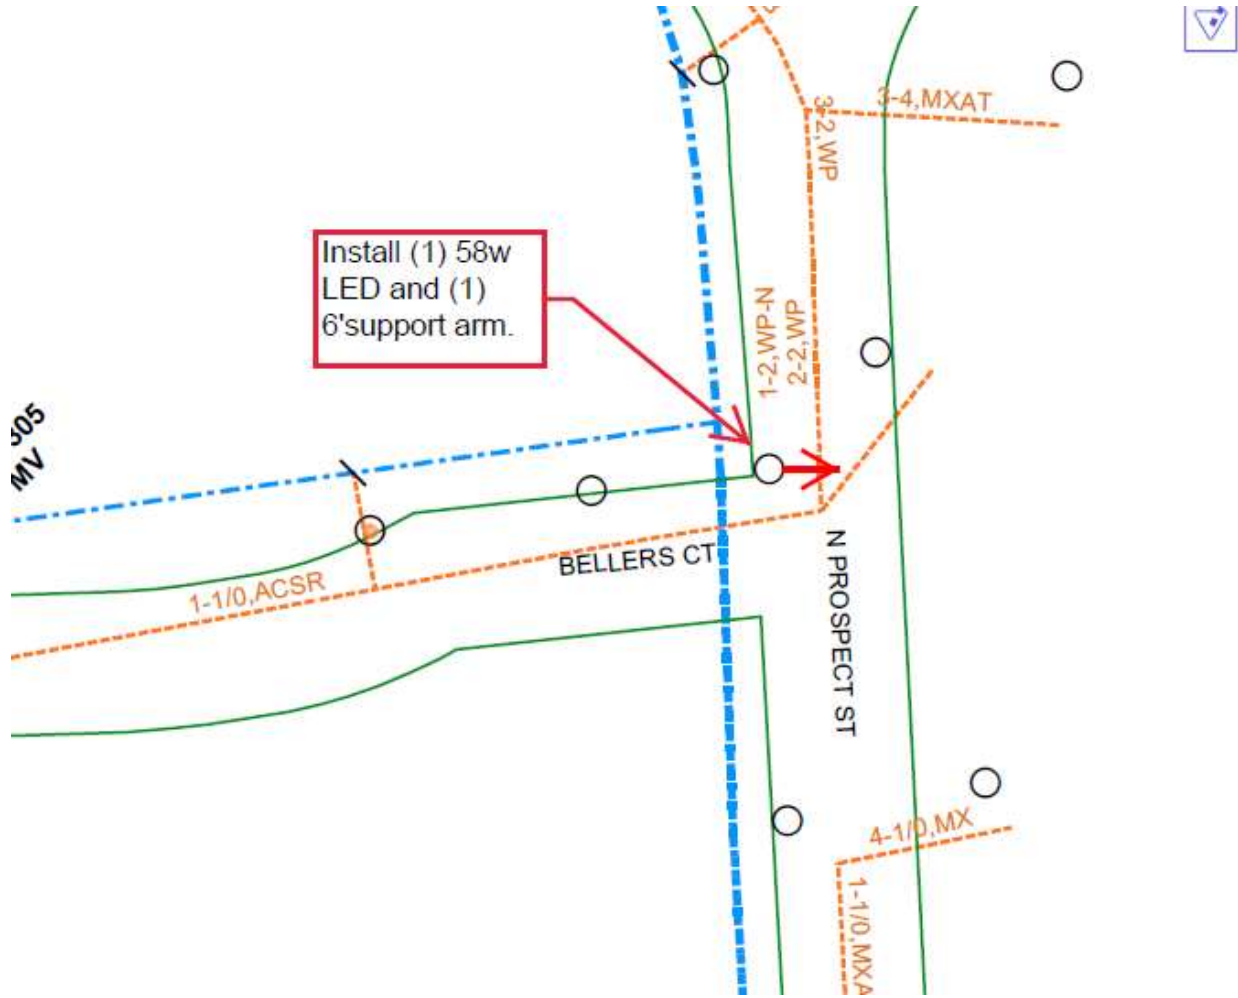 3-4,MXAT
3-2,WP
Install (1) 58w
LED and (1)
6'support arm.
1-2,WP-N
2-2,WP
305
MV
BELLERS CT
N PROSPECT ST
1-1/0,ACSR
4-1/0,MX
1-1/0,MXA